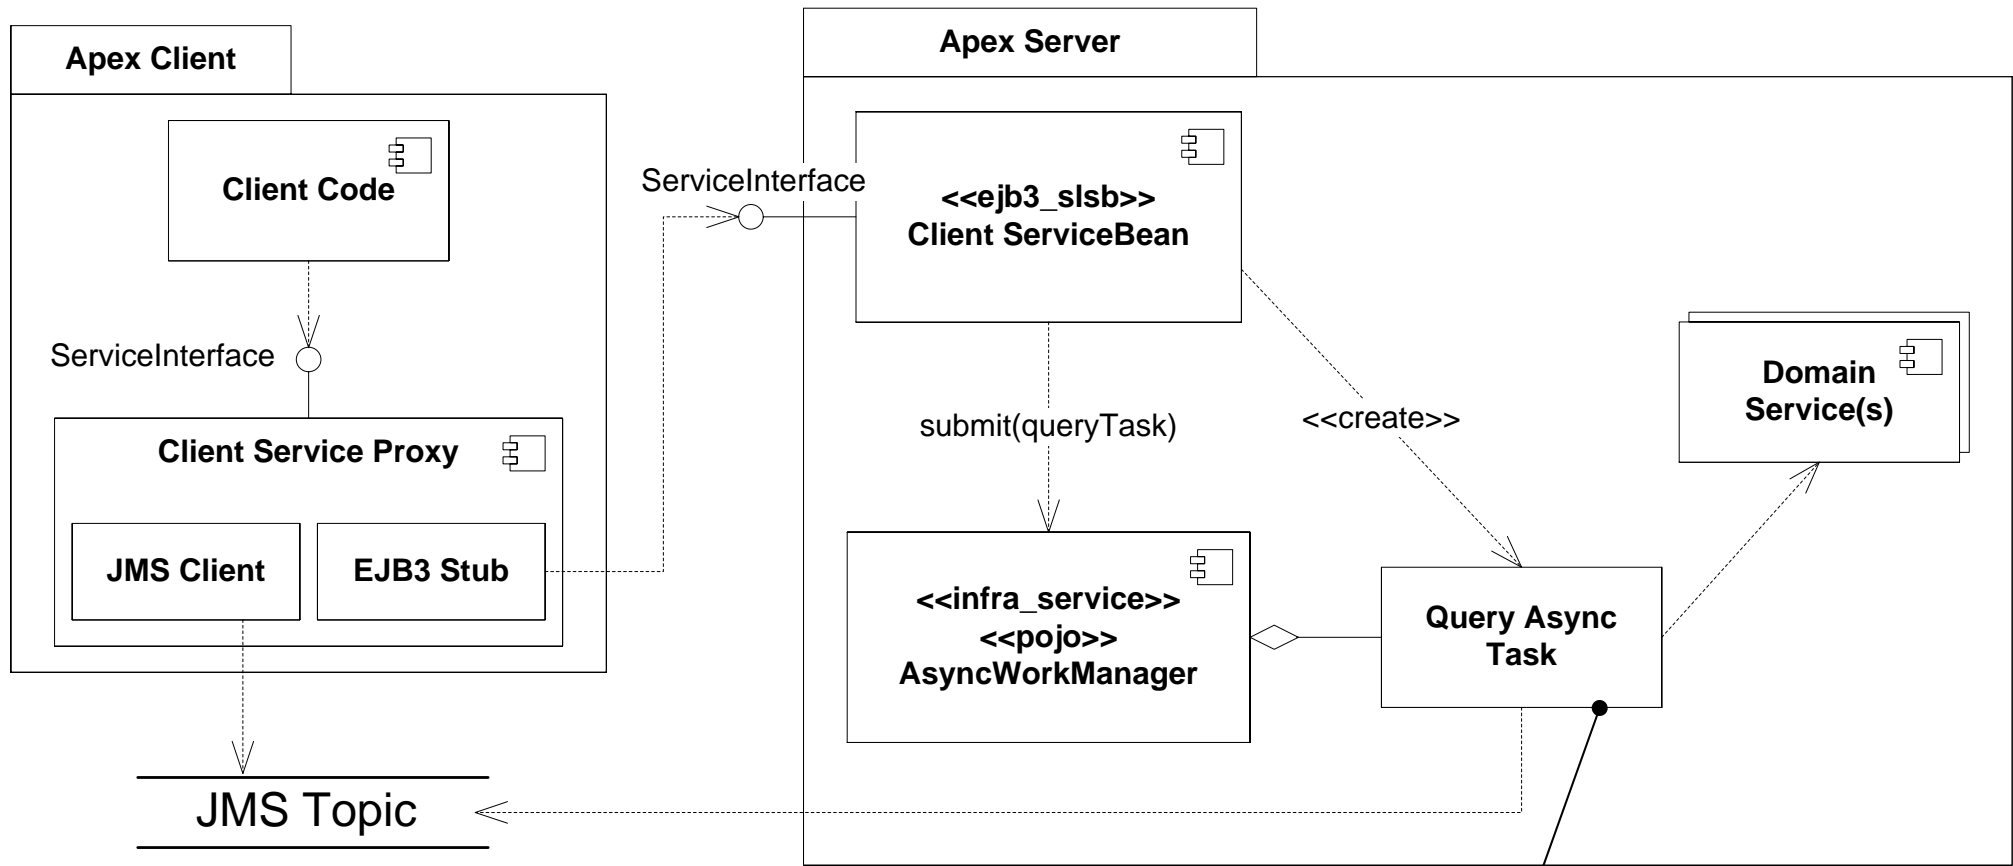 Apex Client
Client Code
ServiceInterface
Client Service Proxy
JMS Client
EJB3 Stub
JMS Topic
Apex Server
ServiceInterface
<<ejb3_slsb>>
Client ServiceBean
submit(queryTask)
<<create>>
Domain
Service(s)
<<infra_service>>
<<pojo>>
AsyncWorkManager
Query Async
Task